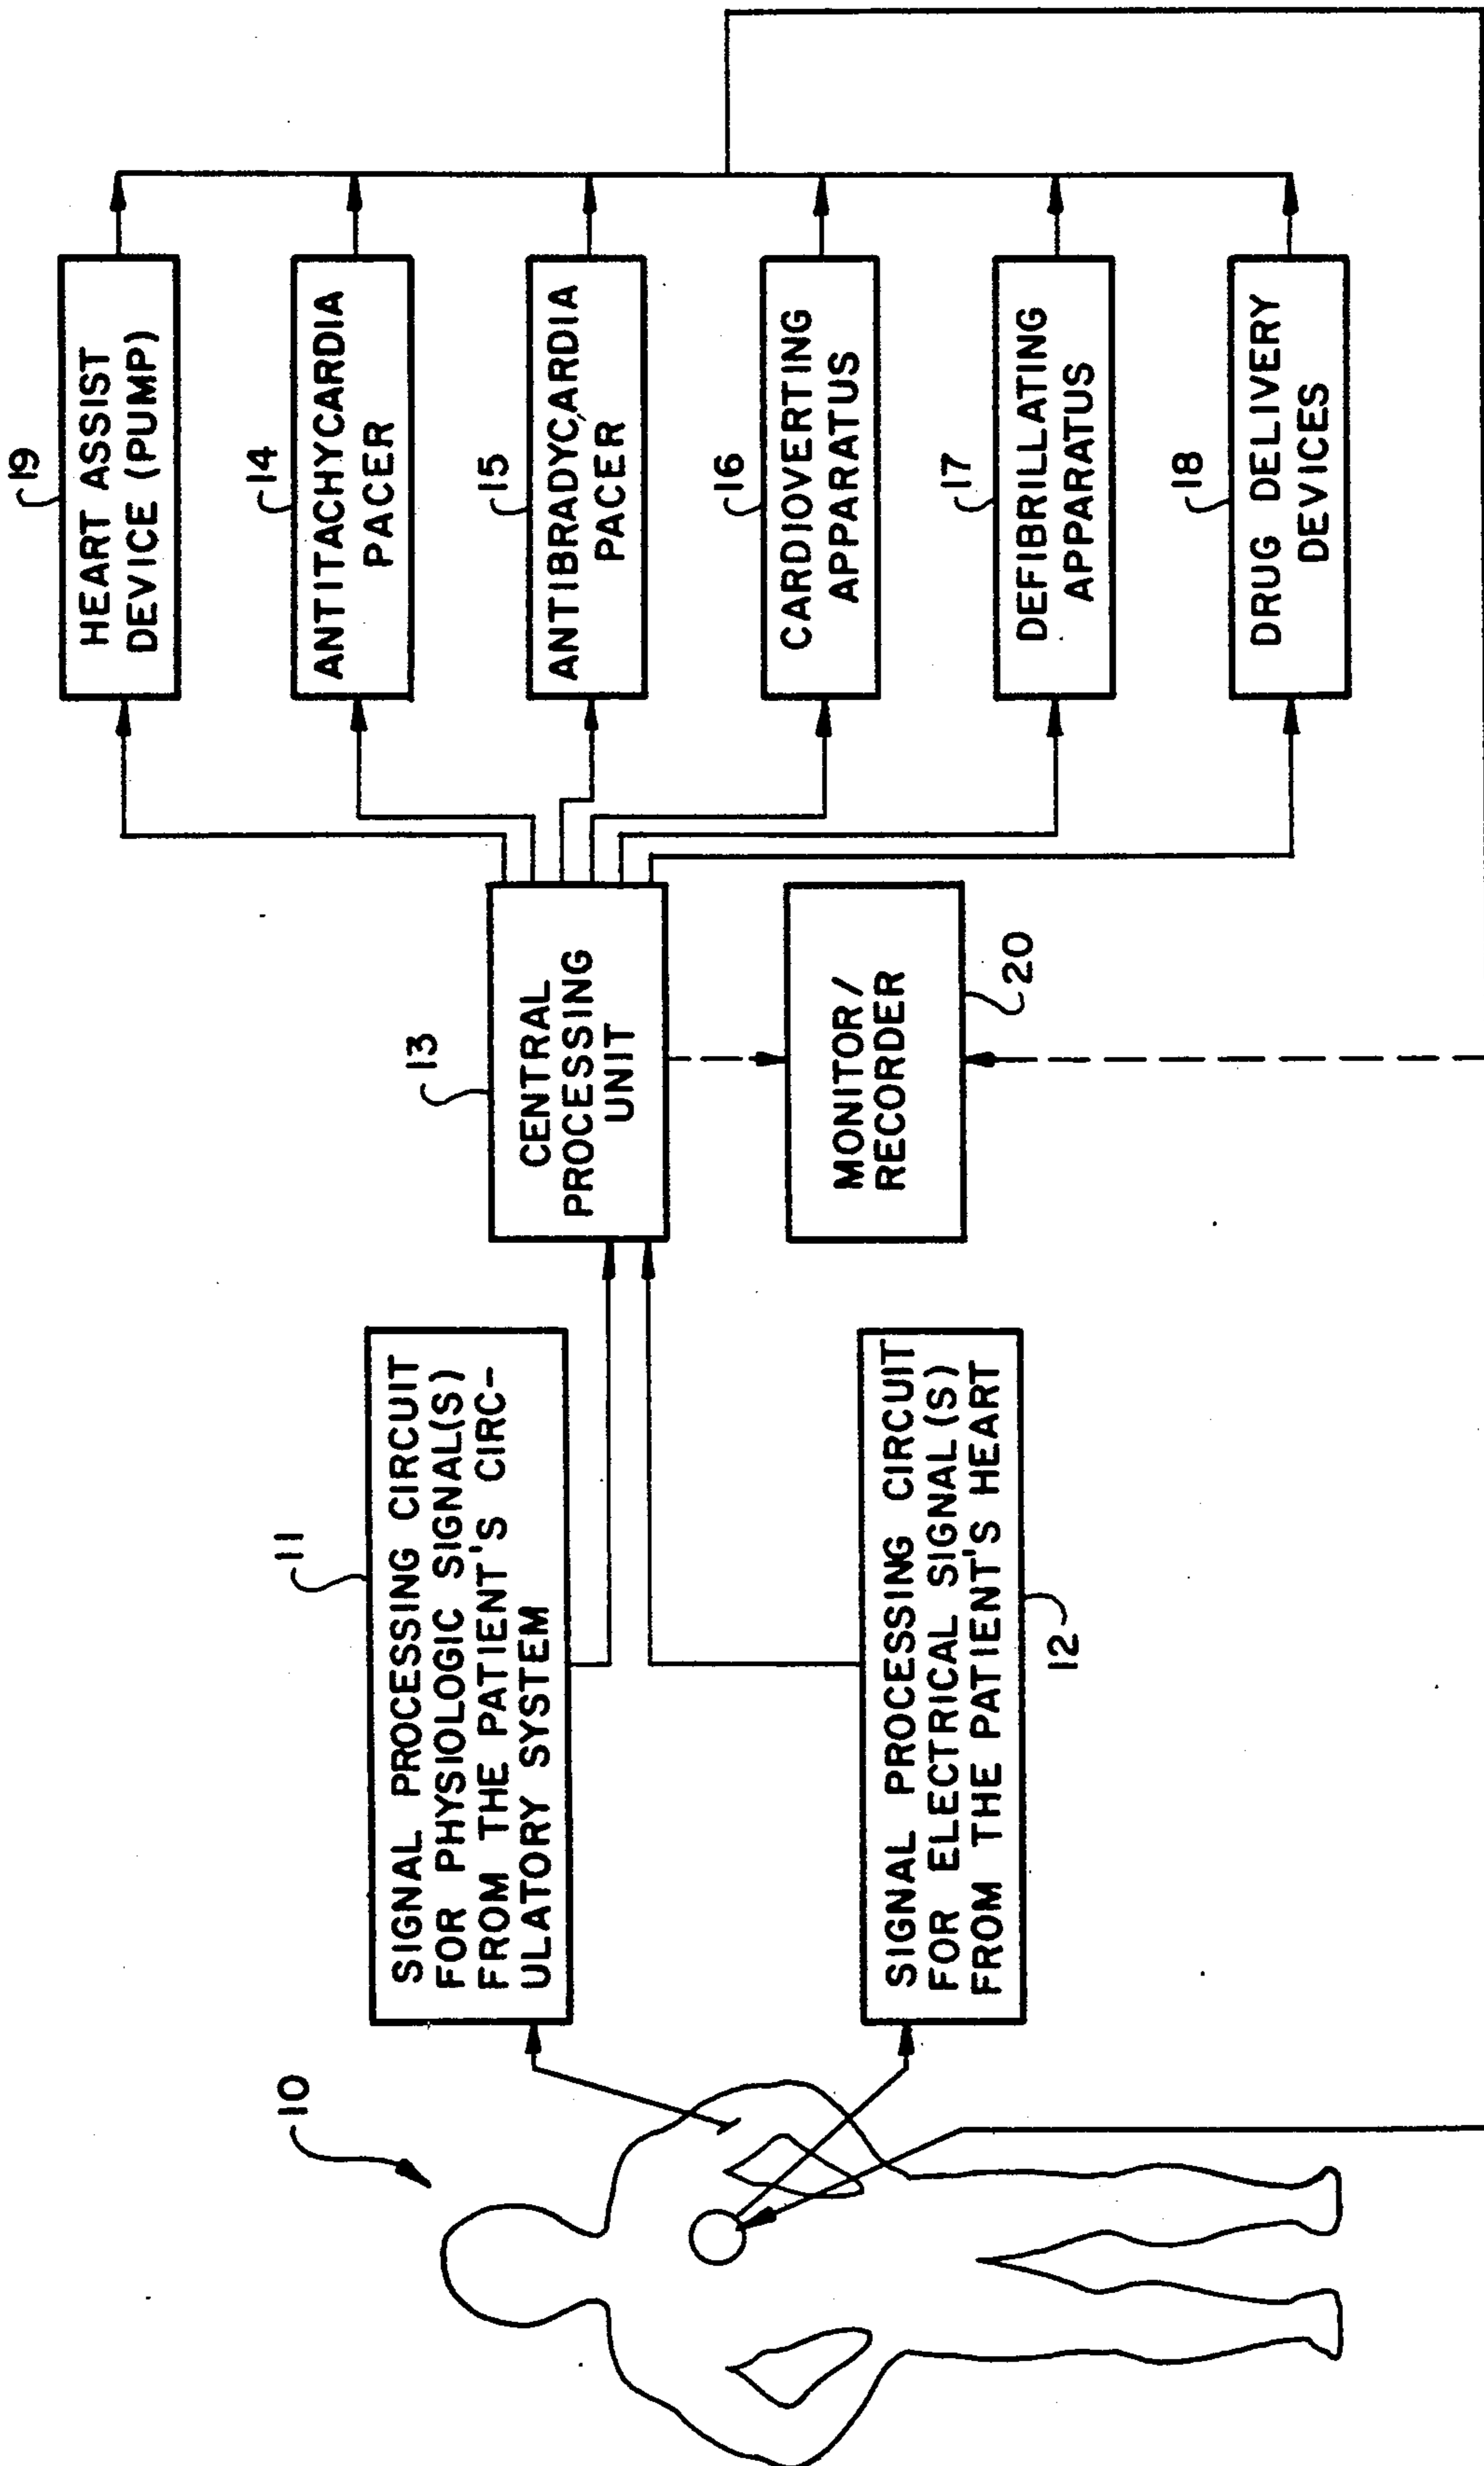 10
11
SIGNAL PROCESSING CIRCUIT
FOR PHYSIOLOGIC SIGNAL(S)
FROM THE PATIENT'S CIRC-
ULATORY SYSTEM
SIGNAL PROCESSING CIRCUIT
FOR ELECTRICAL SIGNAL(S)
FROM THE PATIENT'S HEART
12
13
CENTRAL
PROCESSING
UNIT
MONITOR/
RECORDER
20
19
HEART ASSIST
DEVICE (PUMP)
14
ANTITACHYCARDIA
PACER
15
ANTIBRADYCARDIA
PACER
16
CARDIOVERTING
APPARATUS
17
DEFIBRILLATING
APPARATUS
18
DRUG DELIVERY
DEVICES